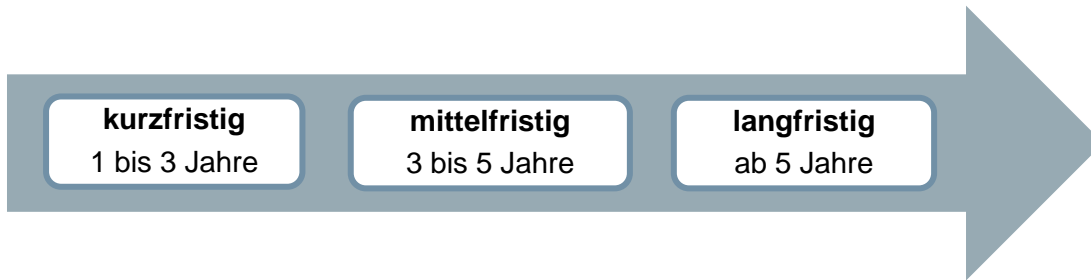 kurzfristig
1 bis 3 Jahre
mittelfristig
3 bis 5 Jahre
langfristig
ab 5 Jahre